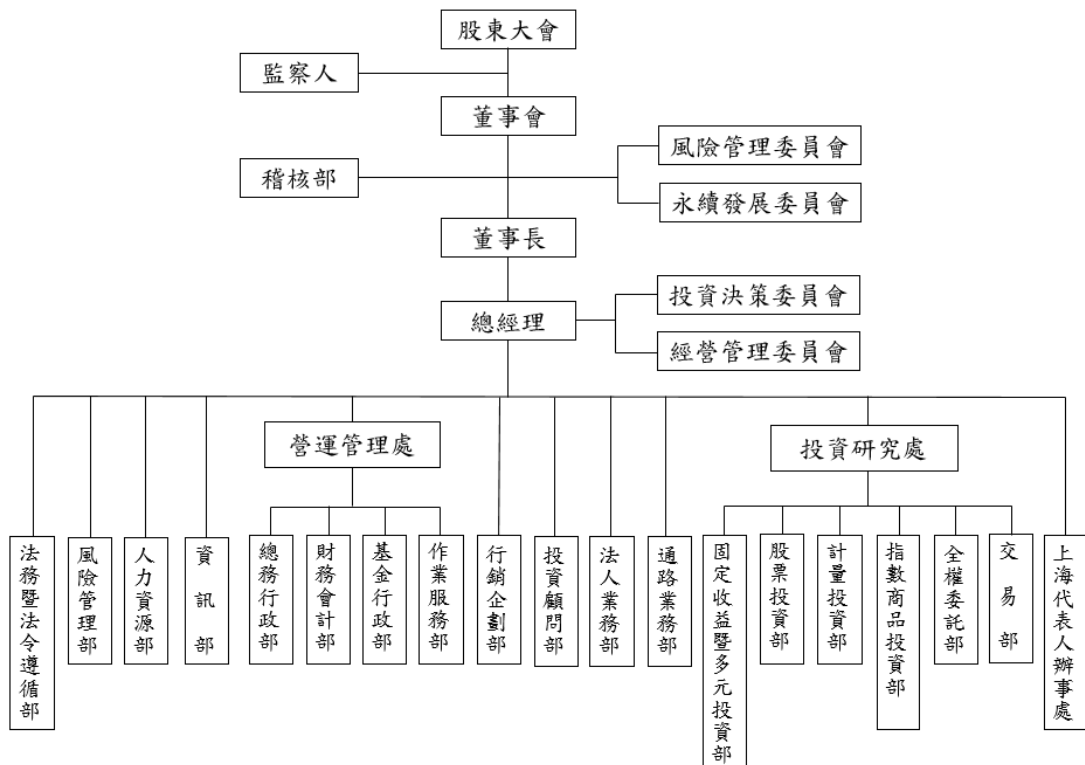 股東大會
監察人
董事會
風險管理委員會
稽核部
永續發展委員會
董事長
投資決策委員會
總經理
經營管理委員會
營運管理處
投資研究處
法務暨法令遵循部
風險管理部
人力資源部
資訊部
總務行政部
財務會計部
基金行政部
作業服務部
行銷企劃部
投資顧問部
法人業務部
通路業務部
固定收益暨多元投資部
股票投資部
計量投資部
指數商品投資部
全權委託部
交易部
上海代表人辦事處